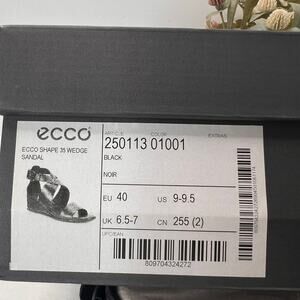 ecco
ECCO SHAPE 35 WEDGE
SANDAL
ARTICLE COLOR EXTRAS
250113 01001
BLACK
NOIR
EU 40 US 9-9.5
UK 6.5-7 CN 255 (2)
UPC/EAN
809704324272